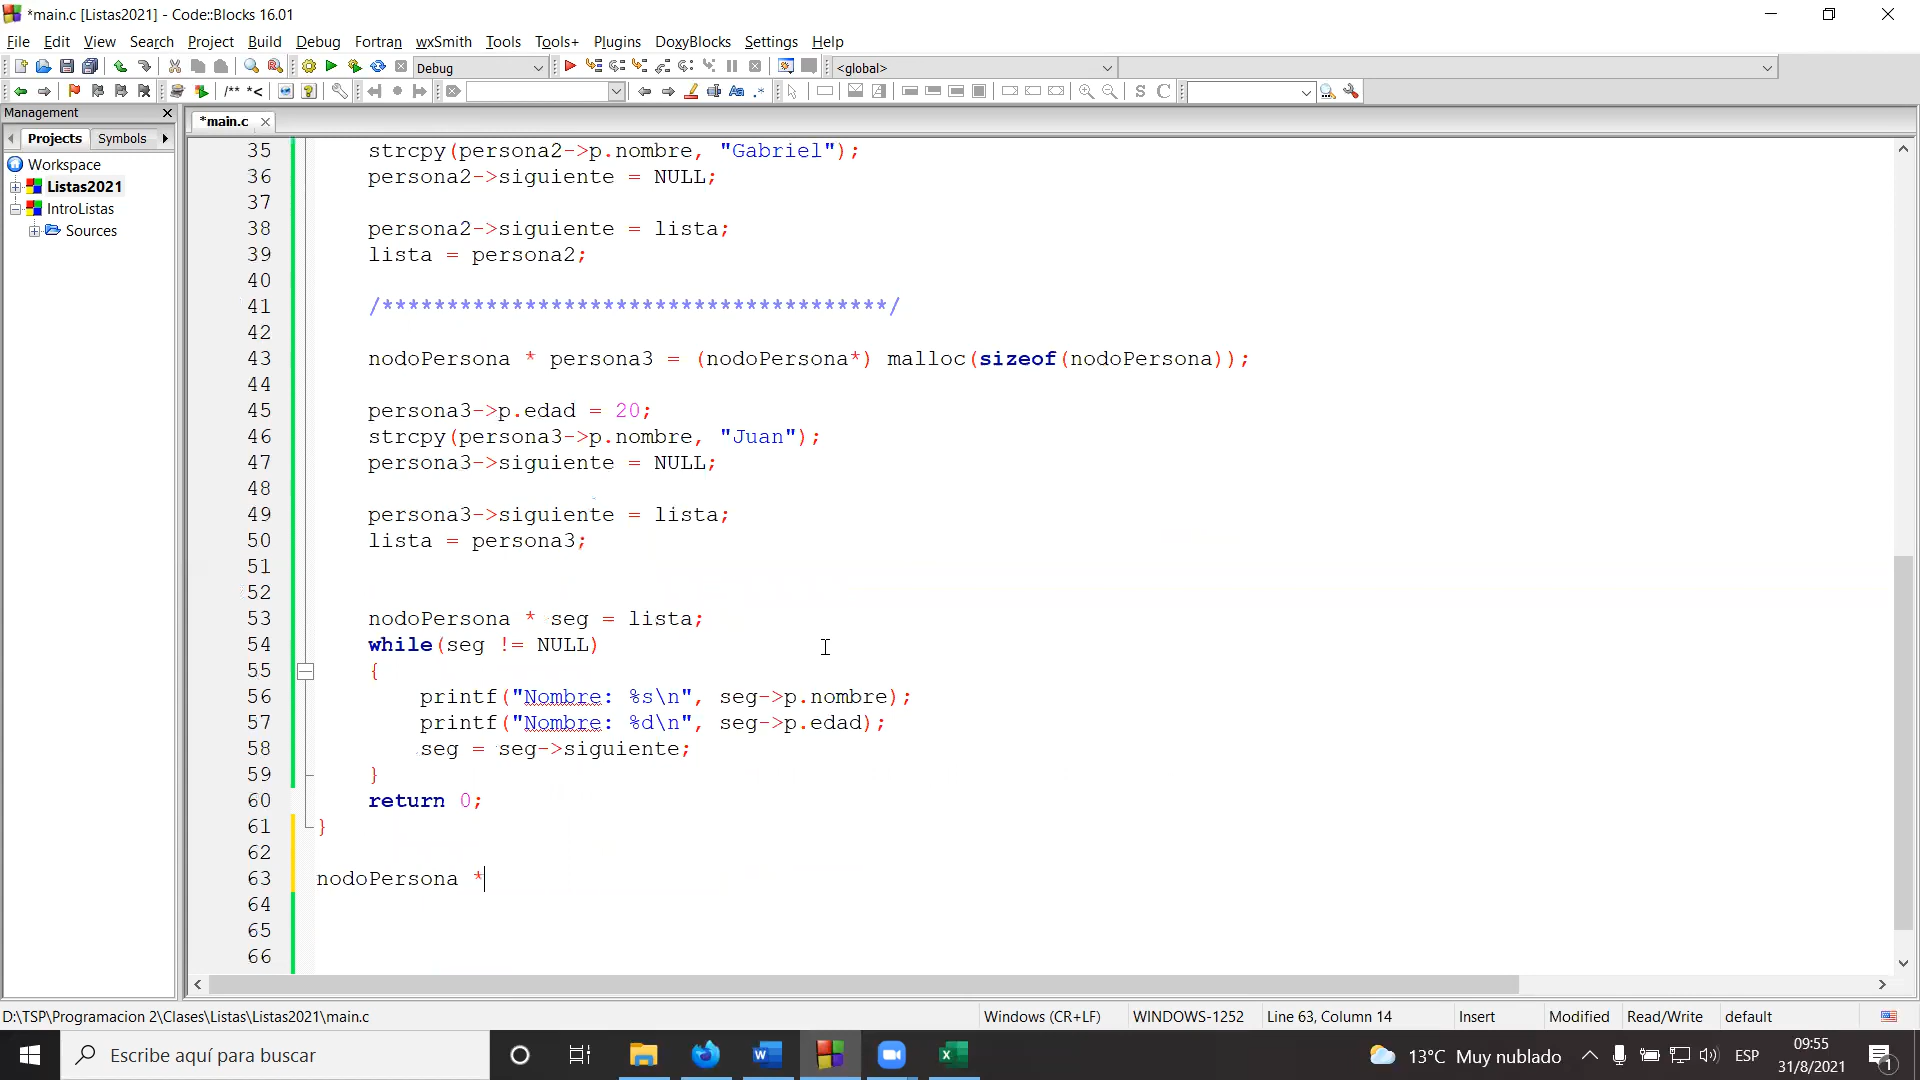 *main.c [Listas2021] - Code::Blocks 16.01
File Edit View Search Project Build Debug Fortran wxSmith Tools Tools+ Plugins DoxyBlocks Settings Help
Debug
<global>
/** *<
S C
Management
Projects Symbols
*main.c
Workspace
Listas2021
IntroListas
Sources
35 strcpy(persona2->p.nombre, "Gabriel");
36 persona2->siguiente = NULL;
37
38 persona2->siguiente = lista;
39 lista = persona2;
40
41 /***************************************/
42
43 nodoPersona * persona3 = (nodoPersona*) malloc(sizeof(nodoPersona));
44
45 persona3->p.edad = 20;
46 strcpy(persona3->p.nombre, "Juan");
47 persona3->siguiente = NULL;
48
49 persona3->siguiente = lista;
50 lista = persona3;
51
52
53 nodoPersona * seg = lista;
54 while(seg != NULL)
55 {
56 printf("Nombre: %s\n", seg->p.nombre);
57 printf("Nombre: %d\n", seg->p.edad);
58 seg = seg->siguiente;
59 }
60 return 0;
61 }
62
63 nodoPersona *
64
65
66
D:\TSP\Programacion 2\Clases\Listas\Listas2021\main.c Windows (CR+LF) WINDOWS-1252 Line 63, Column 14 Insert Modified Read/Write default
Escribe aquí para buscar
13°C Muy nublado
ESP
09:55
31/8/2021
1